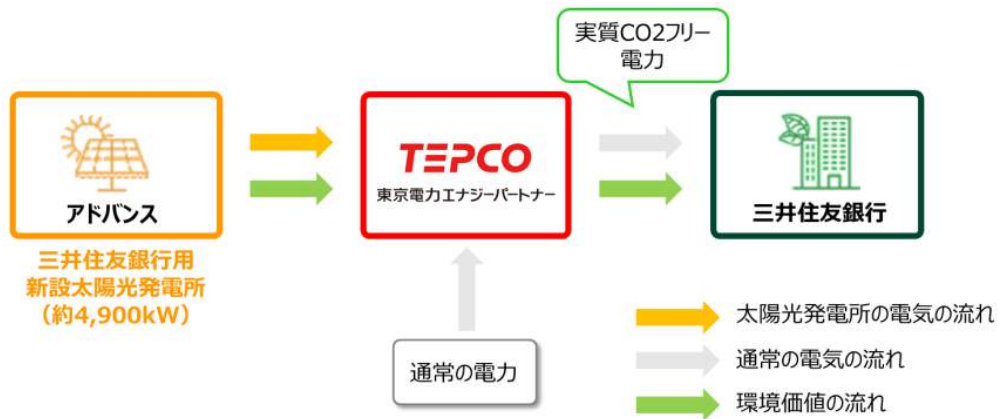 実質CO2フリー
電力
アドバンス
TEPCO
東京電力エナジーパートナー
三井住友銀行
三井住友銀行用
新設太陽光発電所
(約4,900kW)
通常の電力
太陽光発電所の電気の流れ
通常の電気の流れ
環境価値の流れ